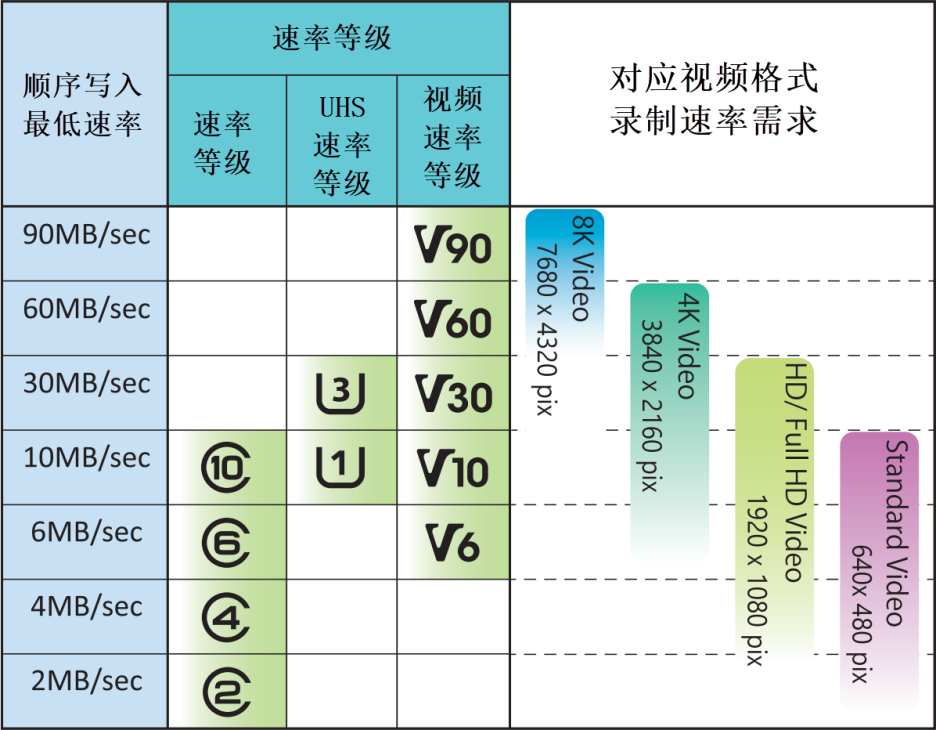 顺序写入
最低速率
速率等级
速率
等级
UHS
速率
等级
视频
速率
等级
对应视频格式
录制速率需求
90MB/sec
V90
60MB/sec
V60
30MB/sec
3
V30
10MB/sec
10
1
V10
6MB/sec
6
V6
4MB/sec
4
2MB/sec
2
8K Video
7680 x 4320 pix
4K Video
3840 x 2160 pix
HD/ Full HD Video
1920 x 1080 pix
Standard Video
640x 480 pix